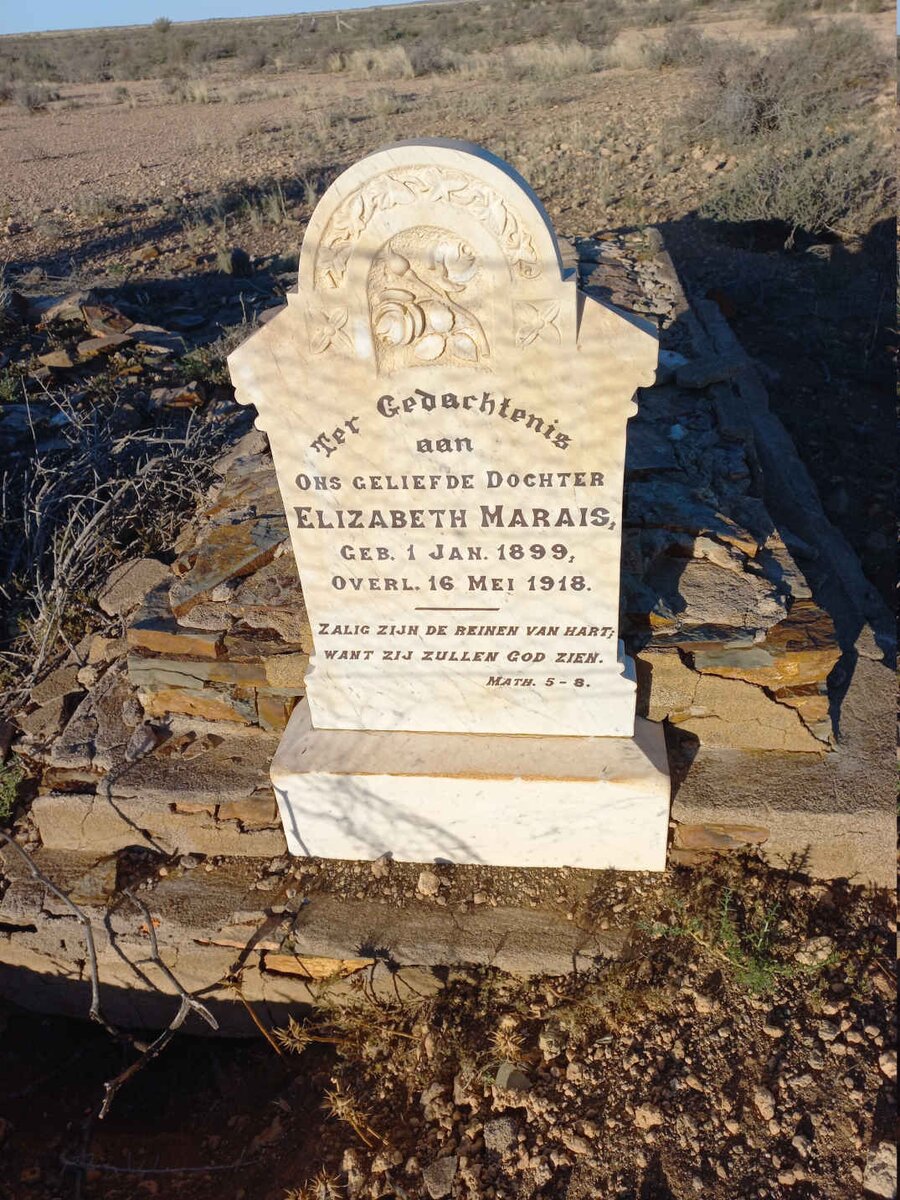 Ter Gedachtenis
aan
Ons geliefde Dochter
Elizabeth Marais,
Geb. 1 Jan. 1899,
Overl. 16 Mei 1918.
Zalig zijn de reinen van hart;
want zij zullen God zien.
Math. 5-8.